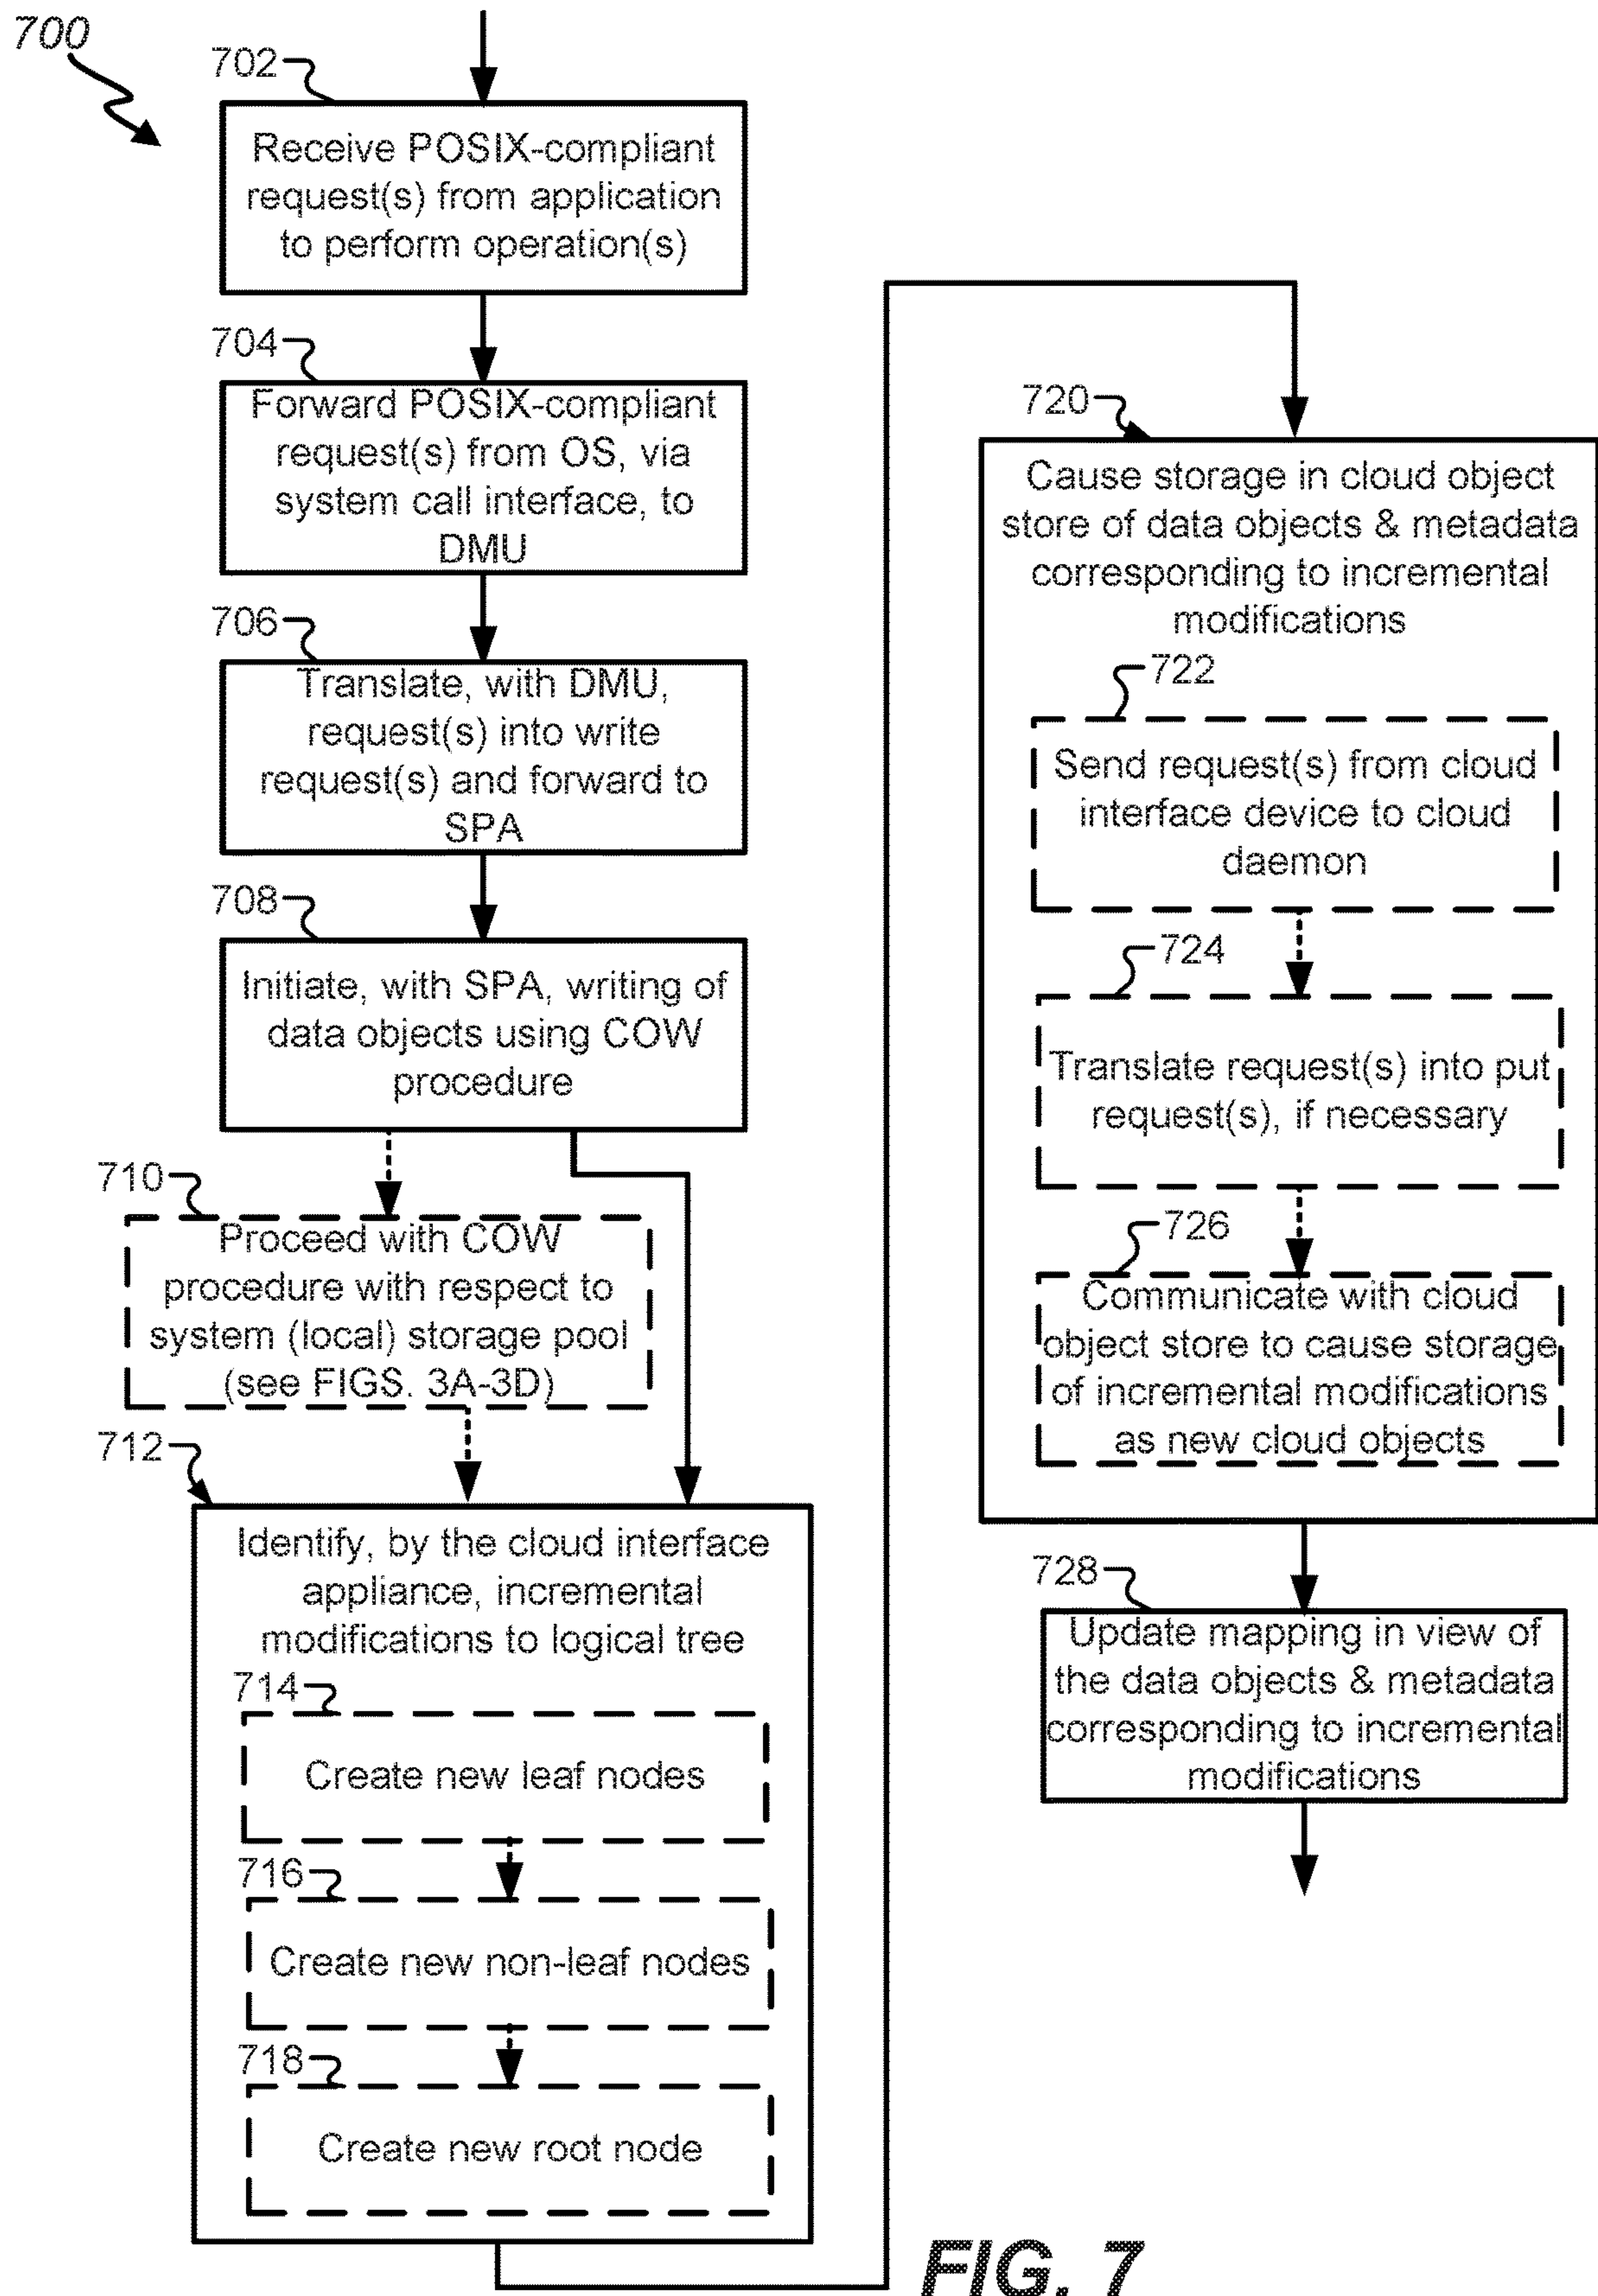 700
702
Receive POSIX-compliant
request(s) from application
to perform operation(s)
704
Forward POSIX-compliant
request(s) from OS, via
system call interface, to
DMU
706
Translate, with DMU,
request(s) into write
request(s) and forward to
SPA
708
Initiate, with SPA, writing of
data objects using COW
procedure
710
Proceed with COW
procedure with respect to
system (local) storage pool
(see FIGS. 3A-3D)
712
Identify, by the cloud interface
appliance, incremental
modifications to logical tree
714
Create new leaf nodes
716
Create new non-leaf nodes
718
Create new root node
720
Cause storage in cloud object
store of data objects & metadata
corresponding to incremental
modifications
722
Send request(s) from cloud
interface device to cloud
daemon
724
Translate request(s) into put
request(s), if necessary
726
Communicate with cloud
object store to cause storage
of incremental modifications
as new cloud objects
728
Update mapping in view of
the data objects & metadata
corresponding to incremental
modifications
FIG. 7